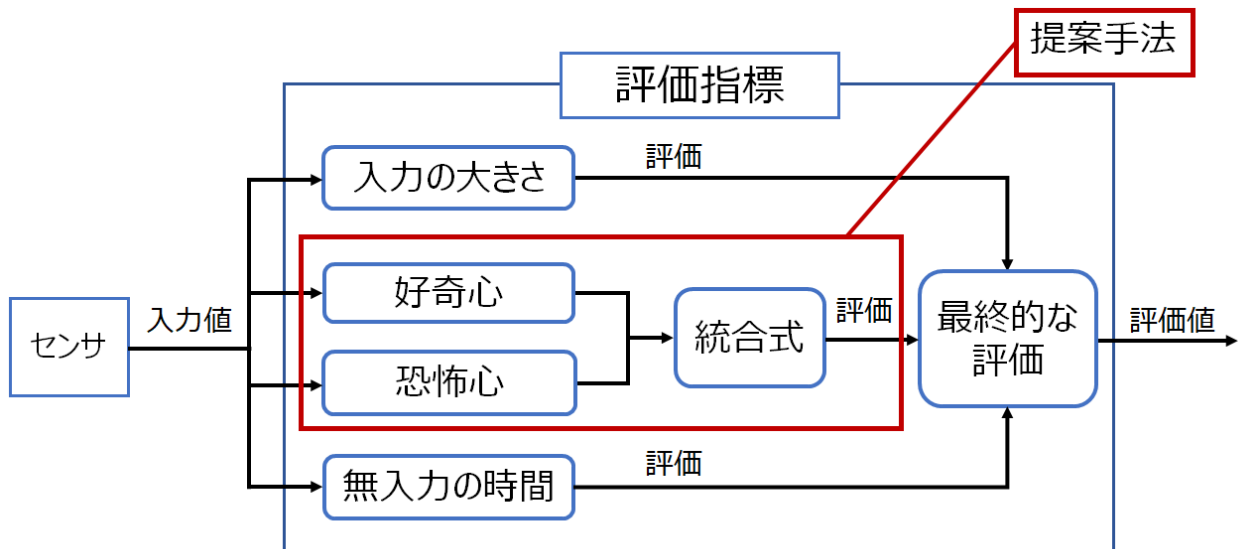 提案手法
評価指標
評価
入力の大きさ
好奇心
入力値
センサ
統合式
評価
最終的な
評価
評価値
恐怖心
評価
無入力の時間